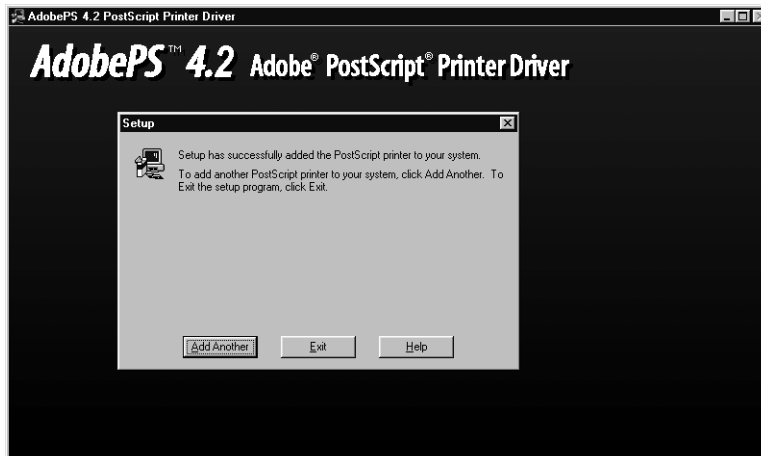 AdobePS 4.2 PostScript Printer Driver
AdobePS™ 4.2 Adobe® PostScript® Printer Driver
Setup
Setup has successfully added the PostScript printer to your system.
To add another PostScript printer to your system, click Add Another. To
Exit the setup program, click Exit.
Add Another Exit Help